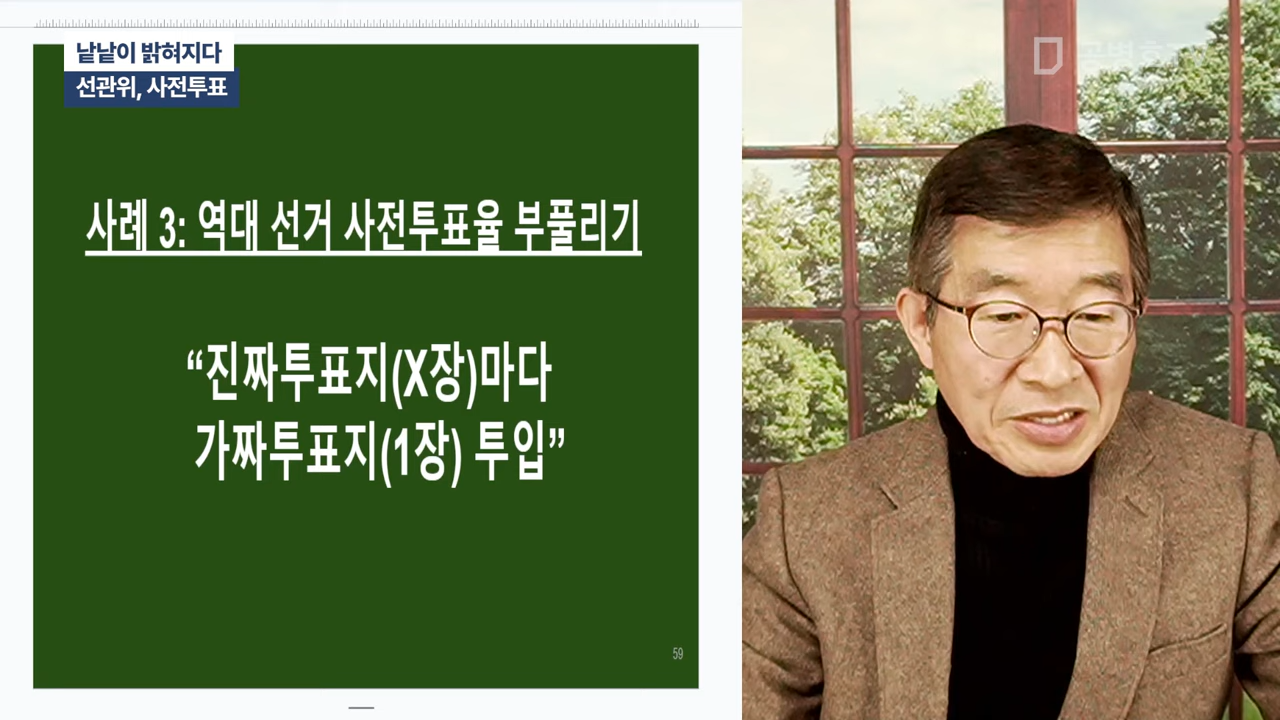 낱낱이 밝혀지다
선관위, 사전투표
사례 3: 역대 선거 사전투표율 부풀리기
“진짜투표지(X장)마다
가짜투표지(1장) 투입”
59